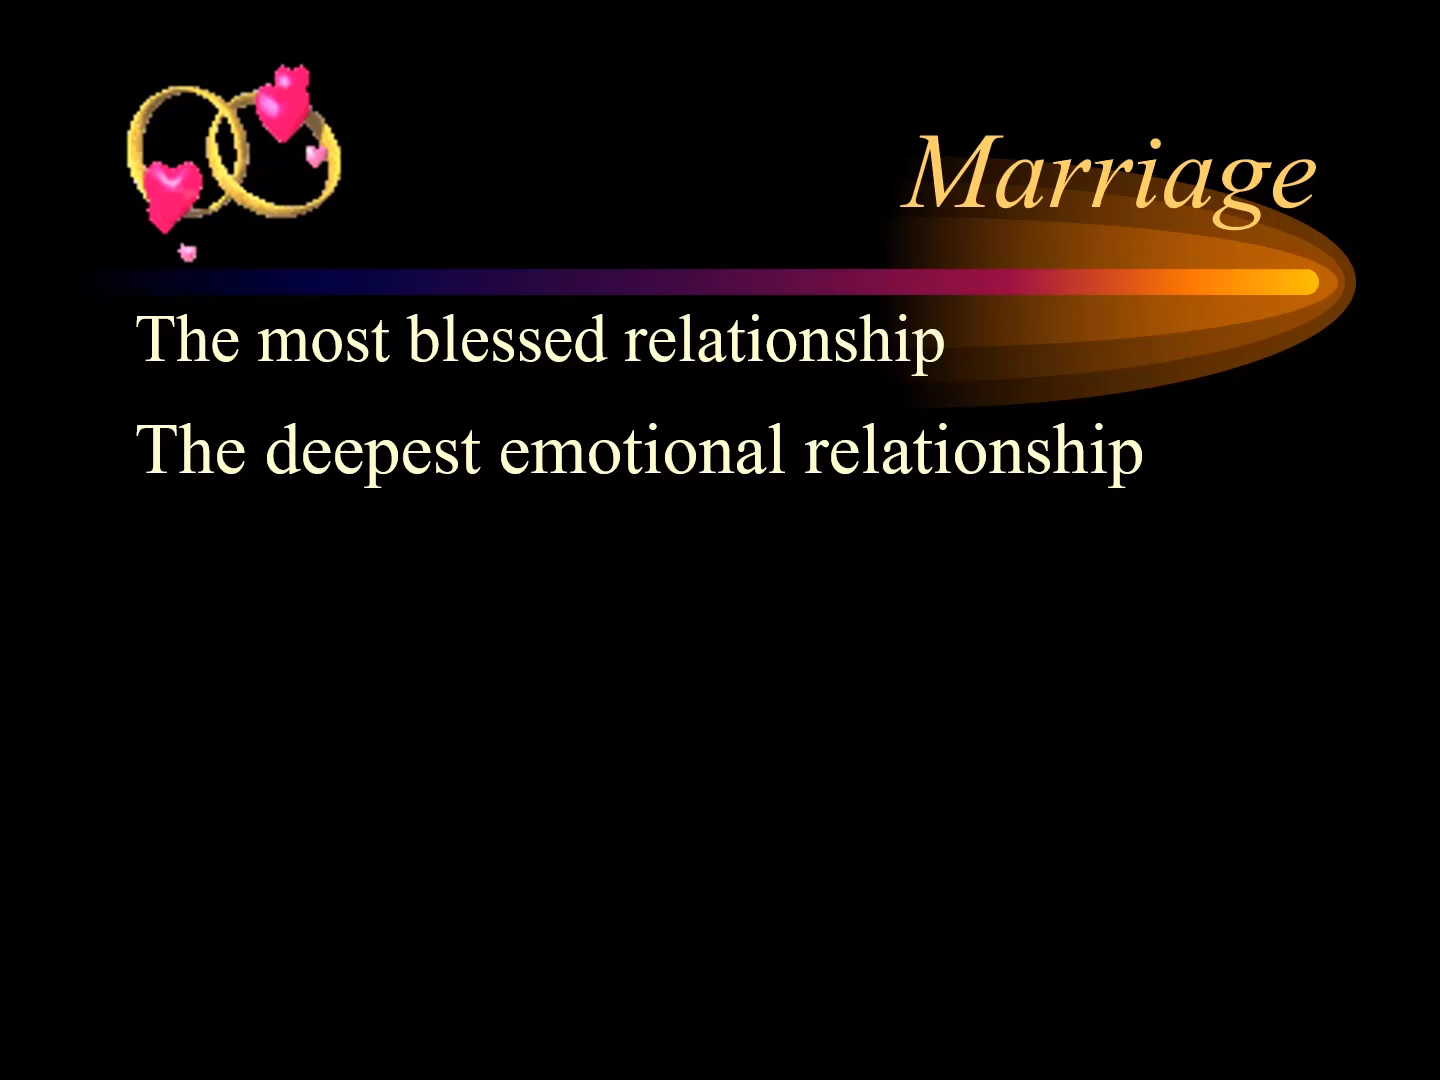 Marriage
The most blessed relationship
The deepest emotional relationship